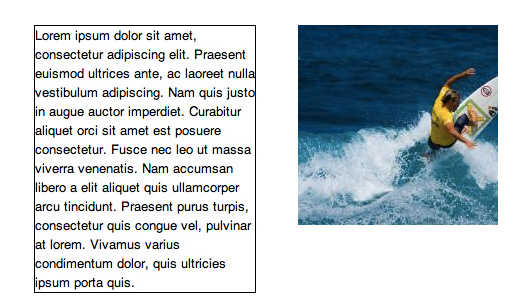 Lorem ipsum dolor sit amet,
consectetur adipiscing elit. Praesent
euismod ultrices ante, ac laoreet nulla
vestibulum adipiscing. Nam quis justo
in augue auctor imperdiet. Curabitur
aliquet orci sit amet est posuere
consectetur. Fusce nec leo ut massa
viverra venenatis. Nam accumsan
libero a elit aliquet quis ullamcorper
arcu tincidunt. Praesent purus turpis,
consectetur quis congue vel, pulvinar
at lorem. Vivamus varius
condimentum dolor, quis ultricies
ipsum porta quis.